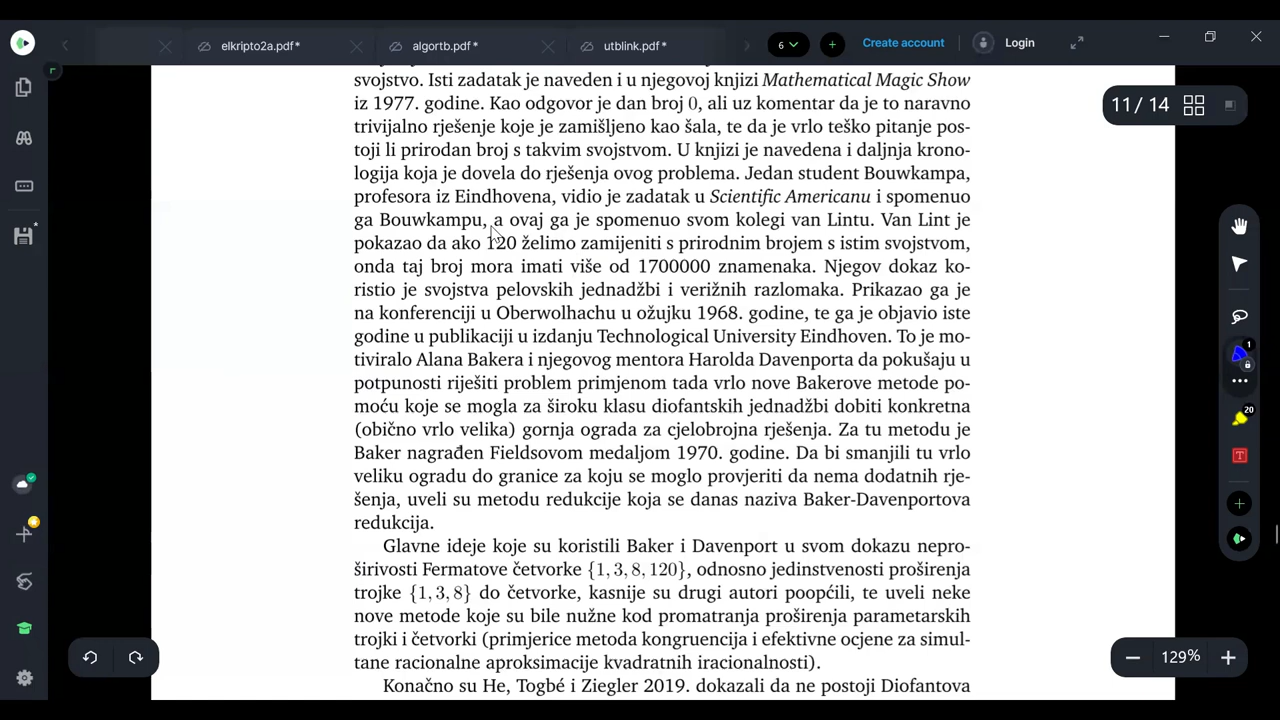 elkripto2a.pdf*
algortb.pdf*
utblink.pdf*
6
Create account
Login
11 / 14
svojstvo. Isti zadatak je naveden i u njegovoj knjizi Mathematical Magic Show
iz 1977. godine. Kao odgovor je dan broj 0, ali uz komentar da je to naravno
trivijalno rješenje koje je zamišljeno kao šala, te da je vrlo teško pitanje pos-
toji li prirodan broj s takvim svojstvom. U knjizi je navedena i daljnja krono-
logija koja je dovela do rješenja ovog problema. Jedan student Bouwkampa,
profesora iz Eindhovena, vidio je zadatak u Scientific Americanu i spomenuo
ga Bouwkampu, a ovaj ga je spomenuo svom kolegi van Lintu. Van Lint je
pokazao da ako 120 želimo zamijeniti s prirodnim brojem s istim svojstvom,
onda taj broj mora imati više od 1700000 znamenaka. Njegov dokaz ko-
ristio je svojstva pelovskih jednadžbi i verižnih razlomaka. Prikazao ga je
na konferenciji u Oberwolhachu u ožujku 1968. godine, te ga je objavio iste
godine u publikaciji u izdanju Technological University Eindhoven. To je mo-
tiviralo Alana Bakera i njegovog mentora Harolda Davenporta da pokušaju u
potpunosti riješiti problem primjenom tada vrlo nove Bakerove metode po-
moću koje se mogla za široku klasu diofantskih jednadžbi dobiti konkretna
(obično vrlo velika) gornja ograda za cjelobrojna rješenja. Za tu metodu je
Baker nagrađen Fieldsovom medaljom 1970. godine. Da bi smanjili tu vrlo
veliku ogradu do granice za koju se moglo provjeriti da nema dodatnih rje-
šenja, uveli su metodu redukcije koja se danas naziva Baker-Davenportova
redukcija.
Glavne ideje koje su koristili Baker i Davenport u svom dokazu nepro-
širivosti Fermatove četvorke {1, 3, 8, 120}, odnosno jedinstvenosti proširenja
trojke {1, 3, 8} do četvorke, kasnije su drugi autori poopćili, te uveli neke
nove metode koje su bile nužne kod promatranja proširenja parametarskih
trojki i četvorki (primjerice metoda kongruencija i efektivne ocjene za simul-
tane racionalne aproksimacije kvadratnih iracionalnosti).
Konačno su He, Togbé i Ziegler 2019. dokazali da ne postoji Diofantova
1
20
T
129%